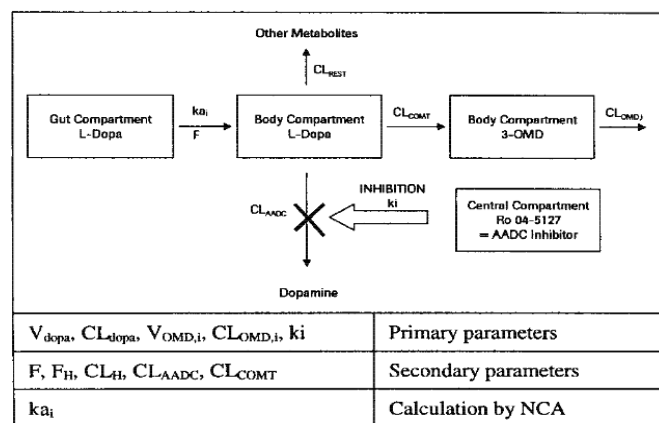 Other Metabolites
CL_REST
Gut Compartment
L-Dopa
ka_i
F
Body Compartment
L-Dopa
CL_COMT
Body Compartment
3-OMD
CL_OMD,i
CL_AADC
INHIBITION
ki
Central Compartment
Ro 04-5127
= AADC Inhibitor
Dopamine
V_dopa, CL_dopa, V_OMD,i, CL_OMD,i, ki Primary parameters
F, F_H, CL_H, CL_AADC, CL_COMT Secondary parameters
ka_i Calculation by NCA